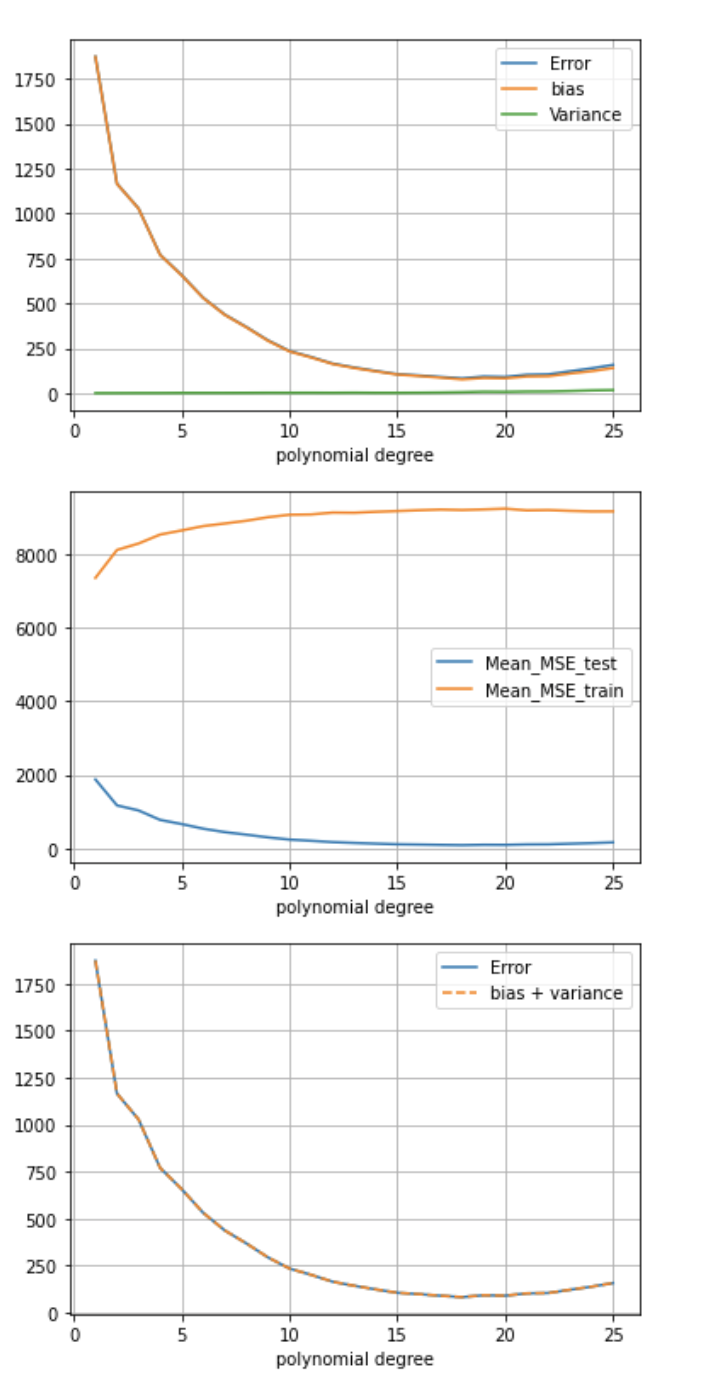 1750
1500
1250
1000
750
500
250
0
Error
bias
Variance
0 5 10 15 20 25
polynomial degree
8000
6000
4000
2000
0
Mean_MSE_test
Mean_MSE_train
0 5 10 15 20 25
polynomial degree
1750
1500
1250
1000
750
500
250
0
Error
bias + variance
0 5 10 15 20 25
polynomial degree